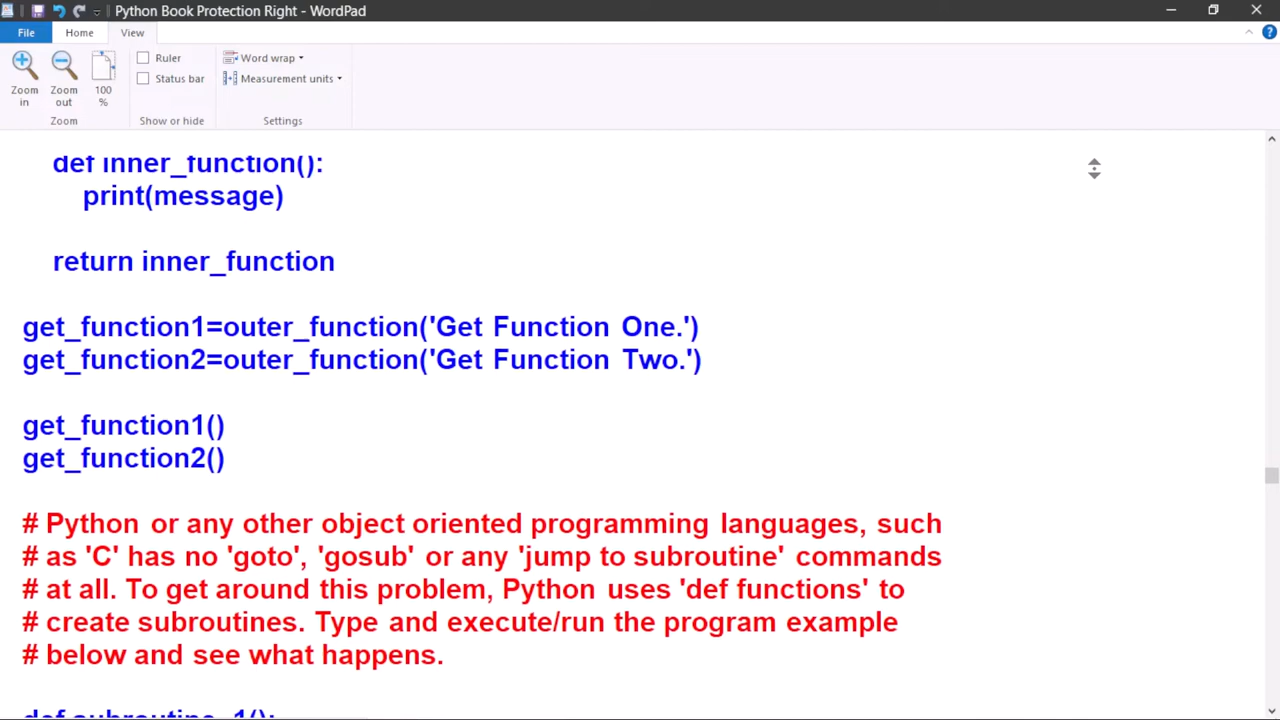 Python Book Protection Right - WordPad
File Home View
Zoom in
Zoom out
100 %
Ruler
Status bar
Word wrap
Measurement units
Zoom
Show or hide
Settings
def inner_function():
print(message)
return inner_function
get_function1=outer_function('Get Function One.')
get_function2=outer_function('Get Function Two.')
get_function1()
get_function2()
# Python or any other object oriented programming languages, such
# as 'C' has no 'goto', 'gosub' or any 'jump to subroutine' commands
# at all. To get around this problem, Python uses 'def functions' to
# create subroutines. Type and execute/run the program example
# below and see what happens.
def subroutine_1():